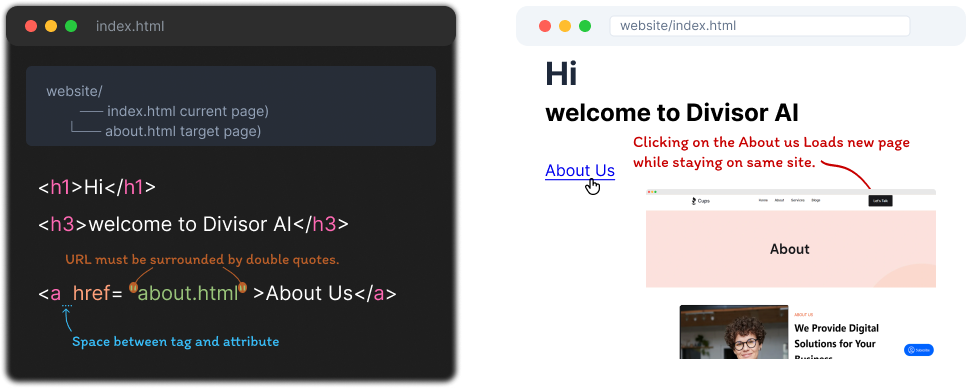 index.html
website/
index.html current page)
about.html target page)
<h1>Hi</h1>
<h3>welcome to Divisor AI</h3>
URL must be surrounded by double quotes.
<a href= "about.html" >About Us</a>
Space between tag and attribute
website/index.html
Hi
welcome to Divisor AI
Clicking on the About us Loads new page
while staying on same site.
About Us
Cups Home About Services Blogs Let's Talk
About
ABOUT US
We Provide Digital
Solutions for Your
Business
Subscribe